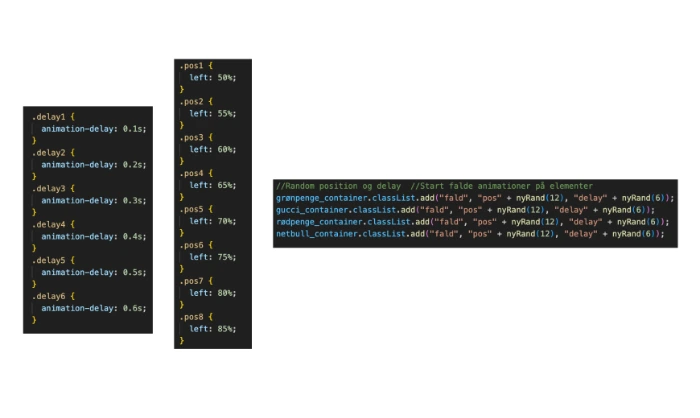 .delay1 {
animation-delay: 0.1s;
}
.delay2 {
animation-delay: 0.2s;
}
.delay3 {
animation-delay: 0.3s;
}
.delay4 {
animation-delay: 0.4s;
}
.delay5 {
animation-delay: 0.5s;
}
.delay6 {
animation-delay: 0.6s;
}
.pos1 {
left: 50%;
}
.pos2 {
left: 55%;
}
.pos3 {
left: 60%;
}
.pos4 {
left: 65%;
}
.pos5 {
left: 70%;
}
.pos6 {
left: 75%;
}
.pos7 {
left: 80%;
}
.pos8 {
left: 85%;
}
//Random position og delay //Start falde animationer på elementer
grønpenge_container.classList.add("fald", "pos" + nyRand(12), "delay" + nyRand(6));
gucci_container.classList.add("fald", "pos" + nyRand(12), "delay" + nyRand(6));
rødpenge_container.classList.add("fald", "pos" + nyRand(12), "delay" + nyRand(6));
netbull_container.classList.add("fald", "pos" + nyRand(12), "delay" + nyRand(6));